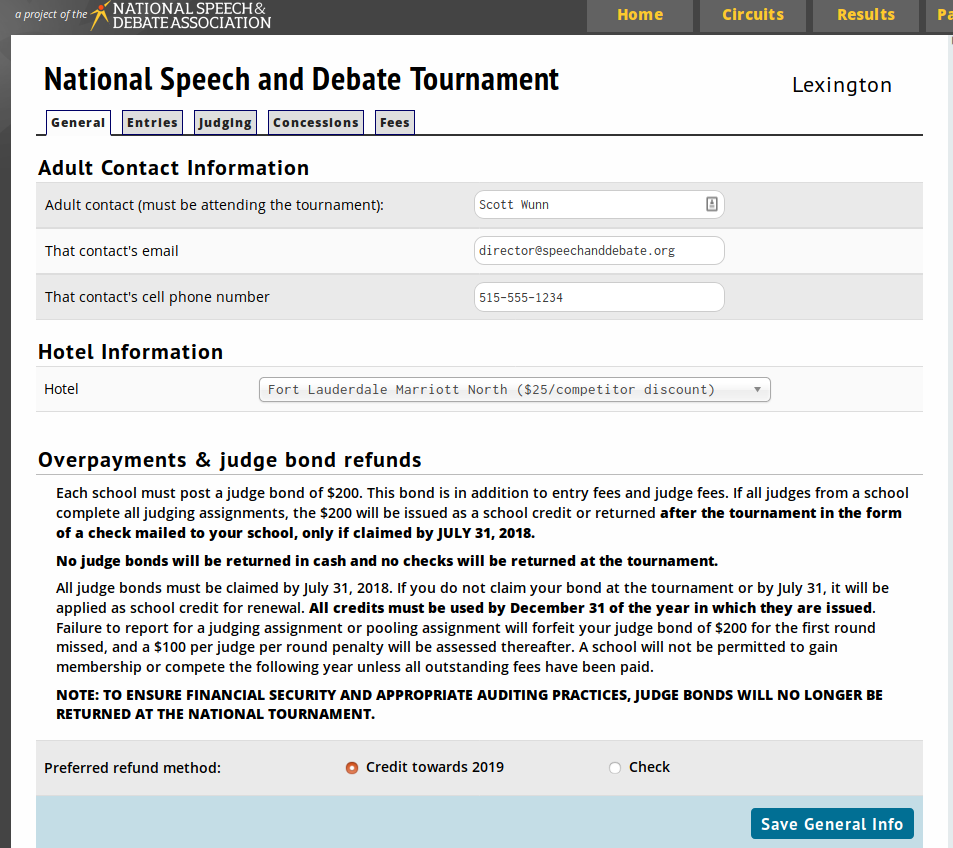 a project of the NATIONAL SPEECH & DEBATE ASSOCIATION
Home Circuits Results Pa
National Speech and Debate Tournament
Lexington
General Entries Judging Concessions Fees
Adult Contact Information
Adult contact (must be attending the tournament): Scott Wunn
That contact's email director@speechanddebate.org
That contact's cell phone number 515-555-1234
Hotel Information
Hotel Fort Lauderdale Marriott North ($25/competitor discount)
Overpayments & judge bond refunds
Each school must post a judge bond of $200. This bond is in addition to entry fees and judge fees. If all judges from a school
complete all judging assignments, the $200 will be issued as a school credit or returned after the tournament in the form
of a check mailed to your school, only if claimed by JULY 31, 2018.
No judge bonds will be returned in cash and no checks will be returned at the tournament.
All judge bonds must be claimed by July 31, 2018. If you do not claim your bond at the tournament or by July 31, it will be
applied as school credit for renewal. All credits must be used by December 31 of the year in which they are issued.
Failure to report for a judging assignment or pooling assignment will forfeit your judge bond of $200 for the first round
missed, and a $100 per judge per round penalty will be assessed thereafter. A school will not be permitted to gain
membership or compete the following year unless all outstanding fees have been paid.
NOTE: TO ENSURE FINANCIAL SECURITY AND APPROPRIATE AUDITING PRACTICES, JUDGE BONDS WILL NO LONGER BE
RETURNED AT THE NATIONAL TOURNAMENT.
Preferred refund method: Credit towards 2019 Check
Save General Info